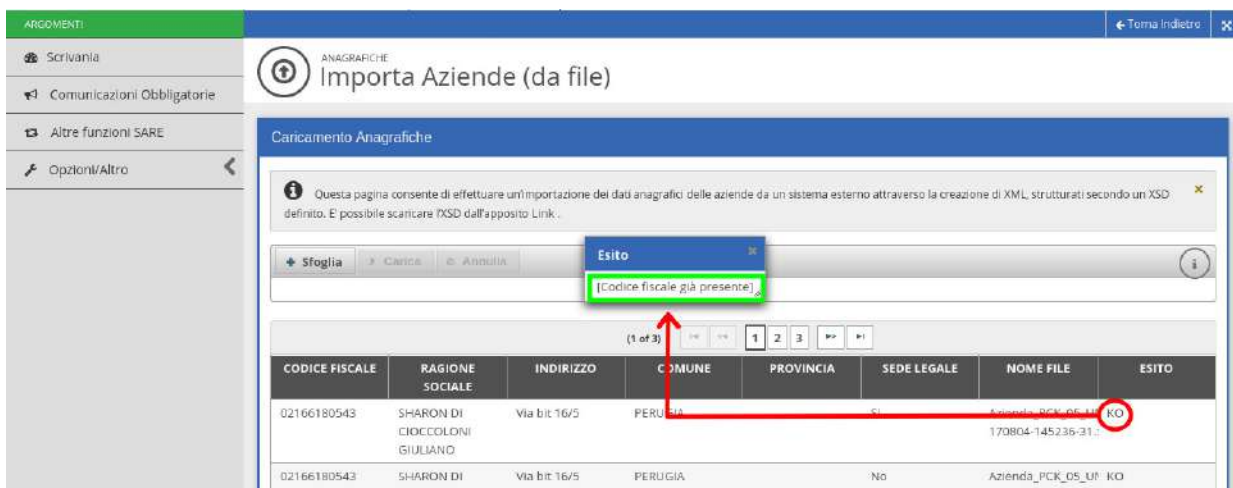 ARGOMENTI
Torna Indietro
Scrivania
Comunicazioni Obbligatorie
Altre funzioni SARE
Opzioni/Altro
ANAGRAFICHE
Importa Aziende (da file)
Caricamento Anagrafiche
Questa pagina consente di effettuare un'importazione dei dati anagrafici delle aziende da un sistema esterno attraverso la creazione di XML, strutturati secondo un XSD
definito. E' possibile scaricare l'XSD dall'apposito Link .
Sfoglia Carica Annulla
Esito
[Codice fiscale già presente]
(1 of 3) 1 2 3
CODICE FISCALE RAGIONE SOCIALE INDIRIZZO COMUNE PROVINCIA SEDE LEGALE NOME FILE ESITO
02166180543 SHARON DI Via bit 16/5 PERUGIA Si Azienda_PCK_05_UM KO
CIOCCOLONI 170804-145236-31.
GIULIANO
02166180543 SHARON DI Via bit 16/5 PERUGIA No Azienda_PCK_05_UM KO